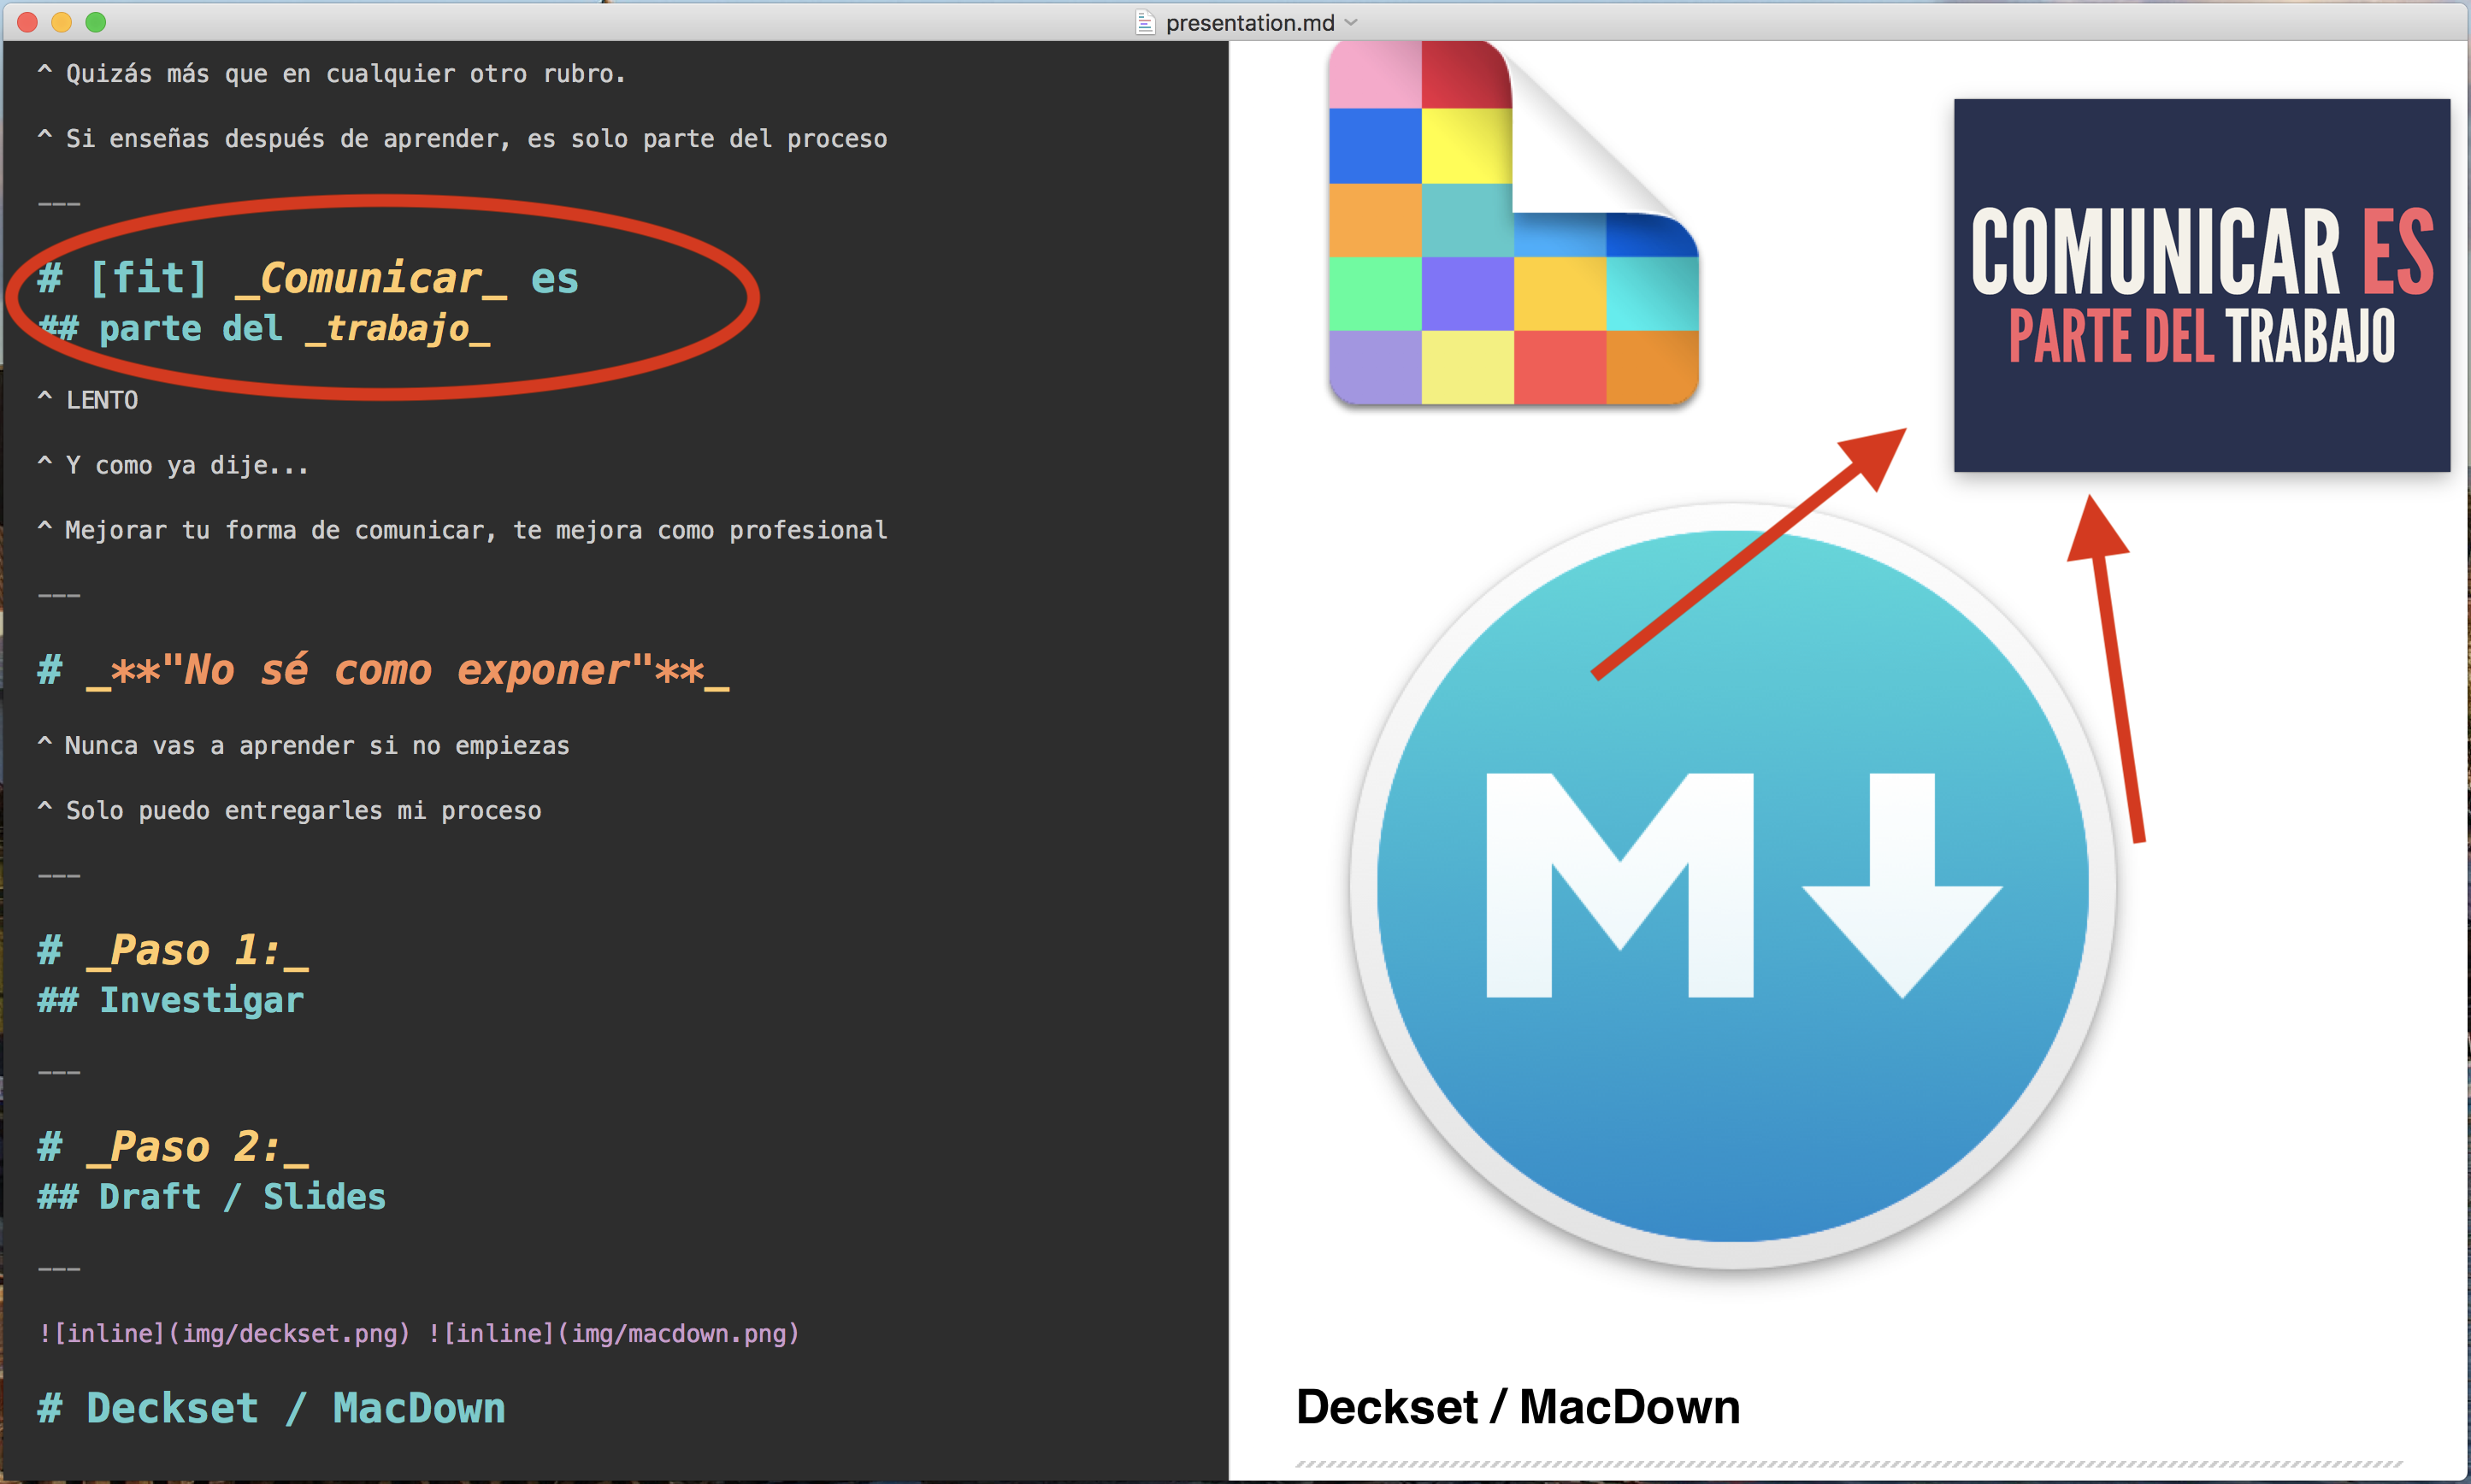 presentation.md
^ Quizás más que en cualquier otro rubro.
^ Si enseñas después de aprender, es solo parte del proceso
---
# [fit] _Comunicar_ es
## parte del _trabajo_
^ LENTO
^ Y como ya dije...
^ Mejorar tu forma de comunicar, te mejora como profesional
---
# _**"No sé como exponer"**_
^ Nunca vas a aprender si no empiezas
^ Solo puedo entregarles mi proceso
---
# _Paso 1:_
## Investigar
---
# _Paso 2:_
## Draft / Slides
---
![inline](img/deckset.png) ![inline](img/macdown.png)
# Deckset / MacDown
COMUNICAR ES
PARTE DEL TRABAJO
M
Deckset / MacDown